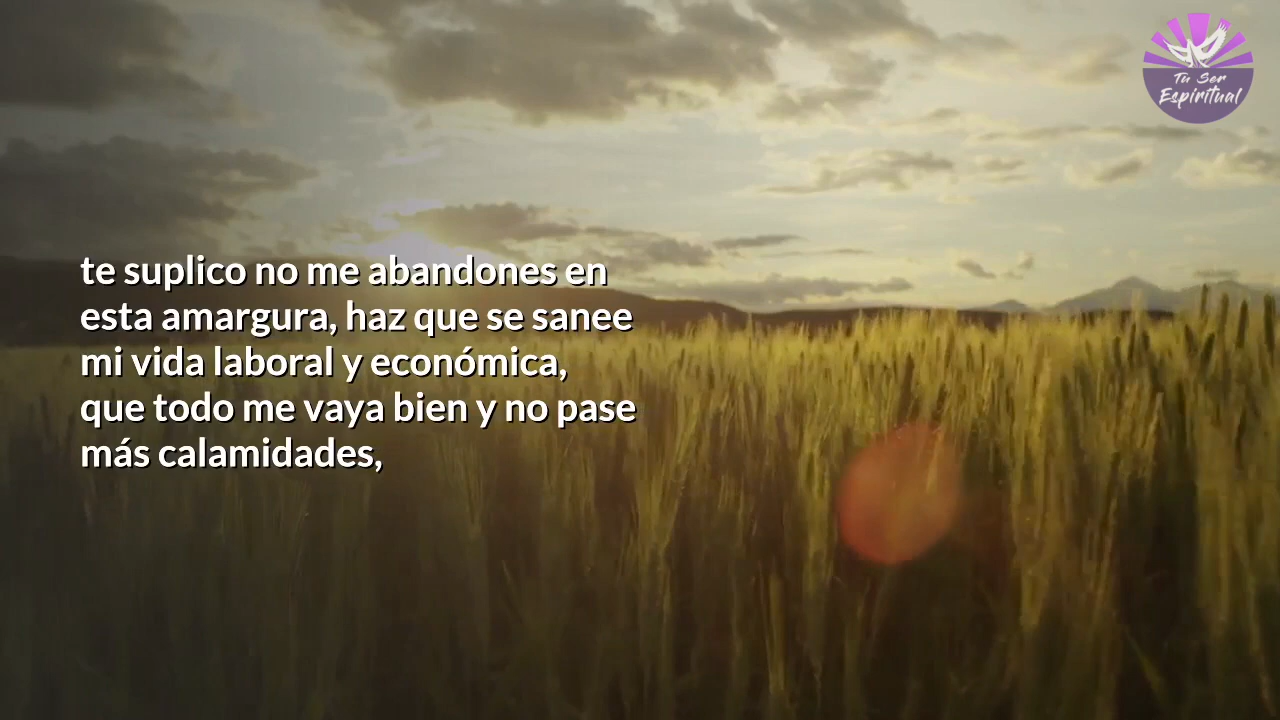 Tu Ser
Espiritual
te suplico no me abandones en
esta amargura, haz que se sanee
mi vida laboral y económica,
que todo me vaya bien y no pase
más calamidades,